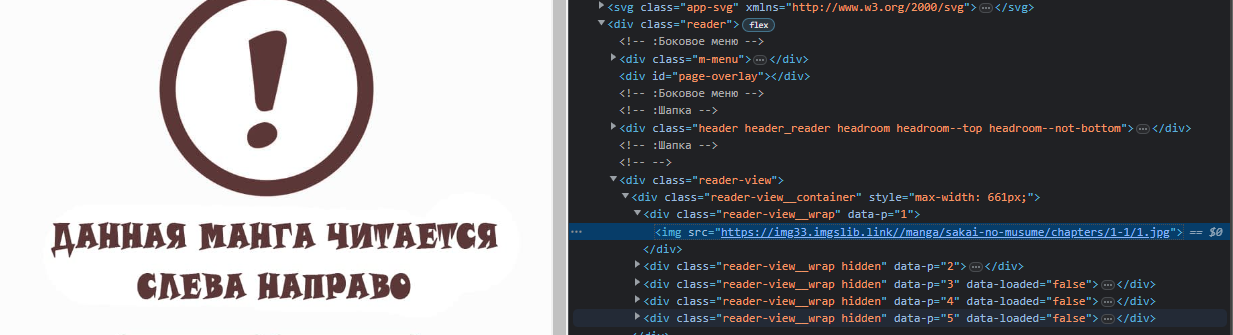 ДАННАЯ МАНГА ЧИТАЕТСЯ
СЛЕВА НАПРАВО
<svg class="app-svg" xmlns="http://www.w3.org/2000/svg">…</svg>
<div class="reader"> flex
<!-- :Боковое меню -->
<div class="m-menu">…</div>
<div id="page-overlay"></div>
<!-- :Боковое меню -->
<!-- :Шапка -->
<div class="header header_reader headroom headroom--top headroom--not-bottom">…</div>
<!-- :Шапка -->
<!-- -->
<div class="reader-view">
<div class="reader-view__container" style="max-width: 661px;">
<div class="reader-view__wrap" data-p="1">
<img src="https://img33.imgslib.link//manga/sakai-no-musume/chapters/1-1/1.jpg"> == $0
</div>
<div class="reader-view__wrap hidden" data-p="2">…</div>
<div class="reader-view__wrap hidden" data-p="3" data-loaded="false">…</div>
<div class="reader-view__wrap hidden" data-p="4" data-loaded="false">…</div>
<div class="reader-view__wrap hidden" data-p="5" data-loaded="false">…</div>